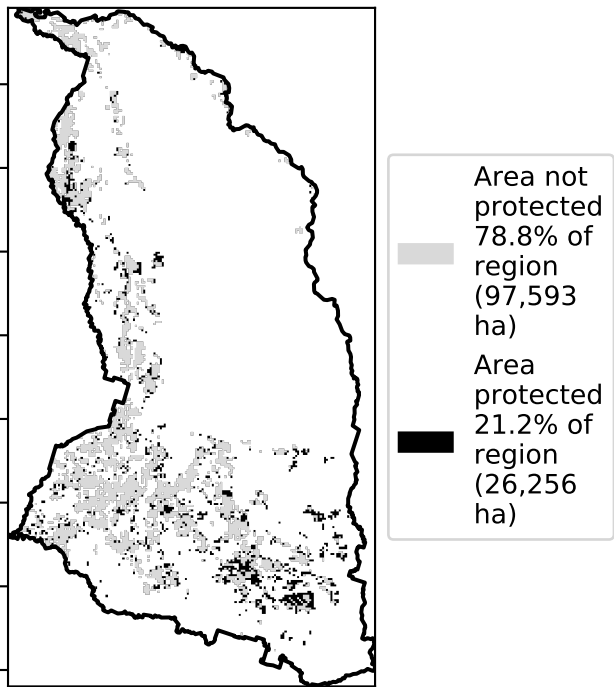 Area not
protected
78.8% of
region
(97,593
ha)
Area
protected
21.2% of
region
(26,256
ha)